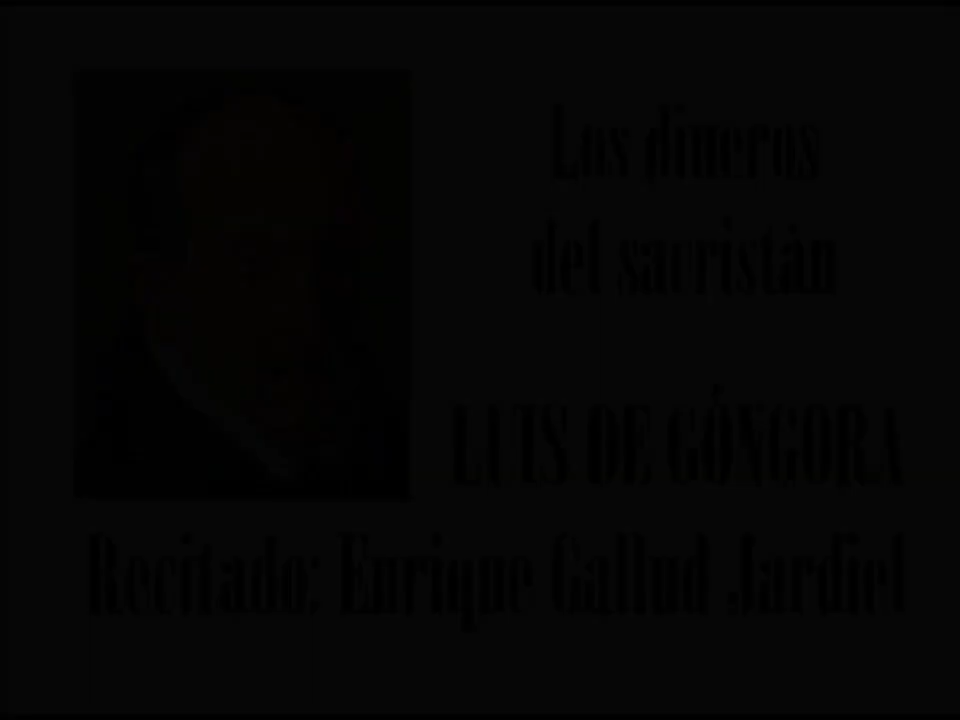 Los dineros
del sacristán
LUIS DE GÓNGORA
Recitado: Enrique Gallud Jardiel